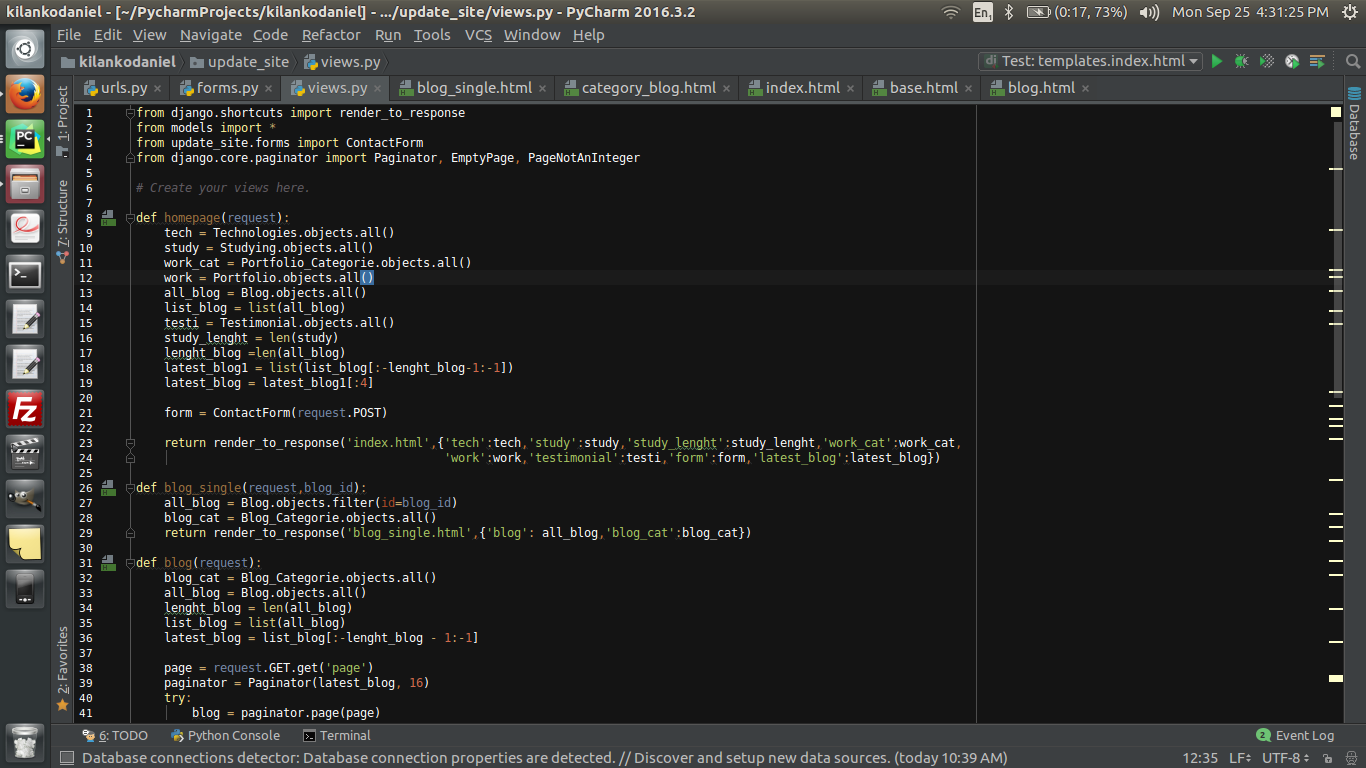 kilankodaniel - [~/PycharmProjects/kilankodaniel] - .../update_site/views.py - PyCharm 2016.3.2
En1 (0:17, 73%) Mon Sep 25 4:31:25 PM
File Edit View Navigate Code Refactor Run Tools VCS Window Help
kilankodaniel update_site views.py Test: templates.index.html
urls.py forms.py views.py blog_single.html category_blog.html index.html base.html blog.html
1: Project
7: Structure
2: Favorites
Database
PC
Fz
1 from django.shortcuts import render_to_response
2 from models import *
3 from update_site.forms import ContactForm
4 from django.core.paginator import Paginator, EmptyPage, PageNotAnInteger
5
6 # Create your views here.
7
8 def homepage(request):
9 tech = Technologies.objects.all()
10 study = Studying.objects.all()
11 work_cat = Portfolio_Categorie.objects.all()
12 work = Portfolio.objects.all()
13 all_blog = Blog.objects.all()
14 list_blog = list(all_blog)
15 testi = Testimonial.objects.all()
16 study_lenght = len(study)
17 lenght_blog =len(all_blog)
18 latest_blog1 = list(list_blog[:-lenght_blog-1:-1])
19 latest_blog = latest_blog1[:4]
20
21 form = ContactForm(request.POST)
22
23 return render_to_response('index.html',{'tech':tech,'study':study,'study_lenght':study_lenght,'work_cat':work_cat,
24 'work':work,'testimonial':testi,'form':form,'latest_blog':latest_blog})
25
26 def blog_single(request,blog_id):
27 all_blog = Blog.objects.filter(id=blog_id)
28 blog_cat = Blog_Categorie.objects.all()
29 return render_to_response('blog_single.html',{'blog': all_blog,'blog_cat':blog_cat})
30
31 def blog(request):
32 blog_cat = Blog_Categorie.objects.all()
33 all_blog = Blog.objects.all()
34 lenght_blog = len(all_blog)
35 list_blog = list(all_blog)
36 latest_blog = list_blog[:-lenght_blog - 1:-1]
37
38 page = request.GET.get('page')
39 paginator = Paginator(latest_blog, 16)
40 try:
41 blog = paginator.page(page)
6: TODO Python Console Terminal 2 Event Log
Database connections detector: Database connection properties are detected. // Discover and setup new data sources. (today 10:39 AM) 12:35 LF UTF-8